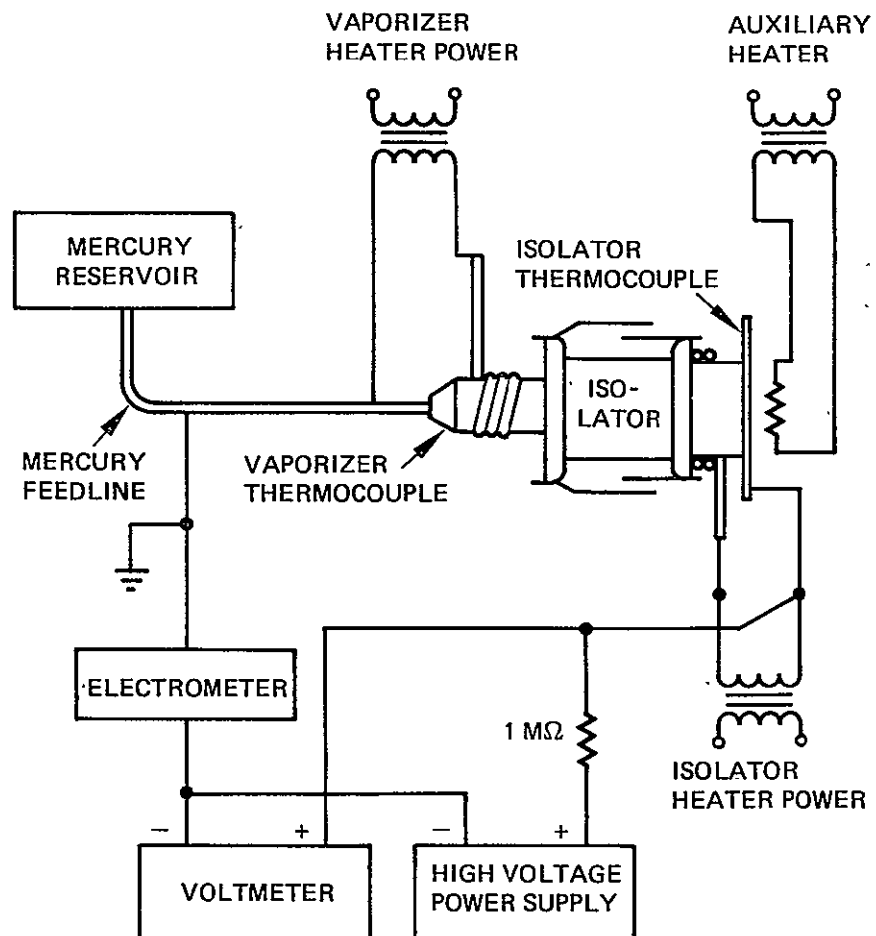 VAPORIZER
HEATER POWER
AUXILIARY
HEATER
MERCURY
RESERVOIR
ISOLATOR
THERMOCOUPLE
ISO-
LATOR
MERCURY
FEEDLINE
VAPORIZER
THERMOCOUPLE
ELECTROMETER
1 MΩ
ISOLATOR
HEATER POWER
− + − +
VOLTMETER
HIGH VOLTAGE
POWER SUPPLY